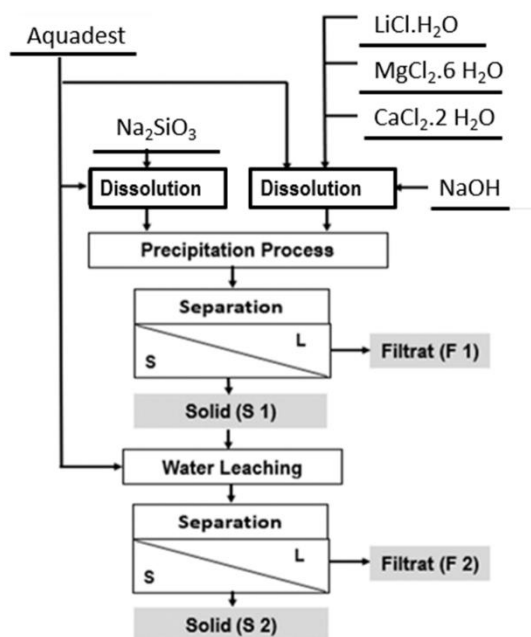 LiCl.H₂O
Aquadest
MgCl₂.6 H₂O
CaCl₂.2 H₂O
Na₂SiO₃
Dissolution
Dissolution
NaOH
Precipitation Process
Separation
L
S
Filtrat (F 1)
Solid (S 1)
Water Leaching
Separation
L
S
Filtrat (F 2)
Solid (S 2)